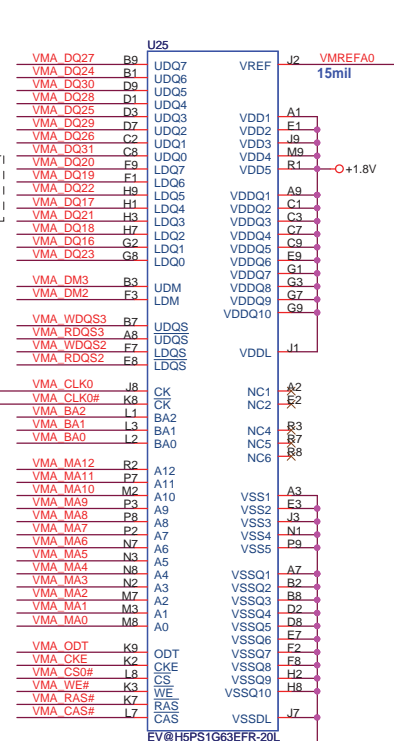 U25
VMA_DQ27 B9 UDQ7 VREF J2 VMREFA0
VMA_DQ24 B1 UDQ6 15mil
VMA_DQ30 D9 UDQ5
VMA_DQ28 D1 UDQ4
VMA_DQ25 D3 UDQ3 VDD1 A1
VMA_DQ29 D7 UDQ2 VDD2 E1
VMA_DQ26 C2 UDQ1 VDD3 J9
VMA_DQ31 C8 UDQ0 VDD4 M9
VMA_DQ20 F9 LDQ7 VDD5 R1 +1.8V
VMA_DQ19 F1 LDQ6
VMA_DQ22 H9 LDQ5 VDDQ1 A9
VMA_DQ17 H1 LDQ4 VDDQ2 C1
VMA_DQ21 H3 LDQ3 VDDQ3 C3
VMA_DQ18 H7 LDQ2 VDDQ4 C7
VMA_DQ16 G2 LDQ1 VDDQ5 C9
VMA_DQ23 G8 LDQ0 VDDQ6 E9
VDDQ7 G1
VMA_DM3 B3 UDM VDDQ8 G3
VMA_DM2 F3 LDM VDDQ9 G7
VDDQ10 G9
VMA_WDQS3 B7 UDQS
VMA_RDQS3 A8 UDQS
VMA_WDQS2 F7 LDQS VDDL J1
VMA_RDQS2 E8 LDQS
VMA_CLK0 J8 CK NC1 A2
VMA_CLK0# K8 CK NC2 E2
VMA_BA2 L1 BA2
VMA_BA1 L3 BA1 NC4 R3
VMA_BA0 L2 BA0 NC5 R7
NC6 R8
VMA_MA12 R2 A12
VMA_MA11 P7 A11
VMA_MA10 M2 A10 VSS1 A3
VMA_MA9 P3 A9 VSS2 E3
VMA_MA8 P8 A8 VSS3 J3
VMA_MA7 P2 A7 VSS4 N1
VMA_MA6 N7 A6 VSS5 P9
VMA_MA5 N3 A5
VMA_MA4 N8 A4 VSSQ1 A7
VMA_MA3 N2 A3 VSSQ2 B2
VMA_MA2 M7 A2 VSSQ3 B8
VMA_MA1 M3 A1 VSSQ4 D2
VMA_MA0 M8 A0 VSSQ5 D8
VSSQ6 E7
VMA_ODT K9 ODT VSSQ7 F2
VMA_CKE K2 CKE VSSQ8 F8
VMA_CS0# L8 CS VSSQ9 H2
VMA_WE# K3 WE VSSQ10 H8
VMA_RAS# K7 RAS
VMA_CAS# L7 CAS VSSDL J7
EV@H5PS1G63EFR-20L